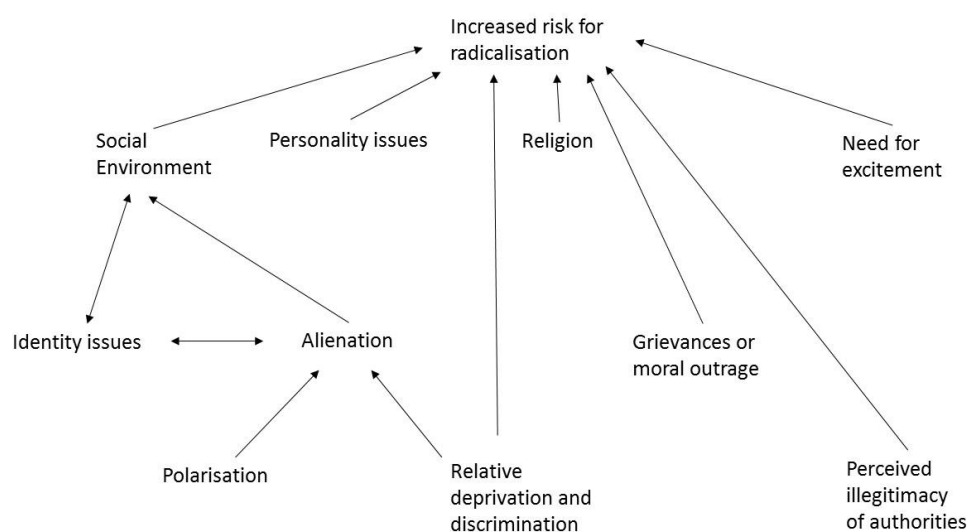 Increased risk for
radicalisation
Social
Environment
Personality issues
Religion
Need for
excitement
Identity issues
Alienation
Grievances or
moral outrage
Polarisation
Relative
deprivation and
discrimination
Perceived
illegitimacy
of authorities